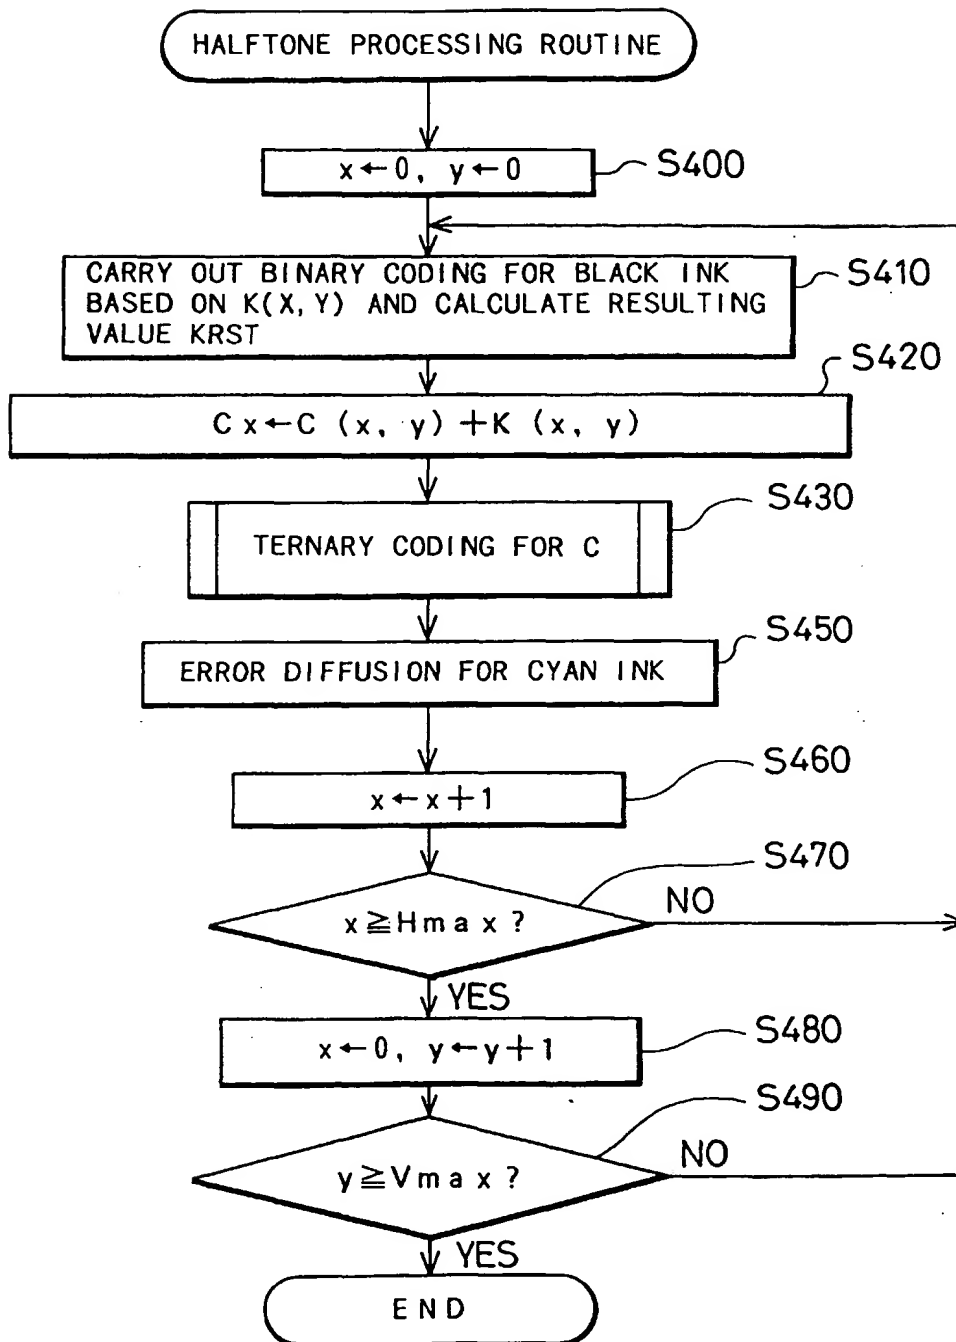 HALFTONE PROCESSING ROUTINE
x←0, y←0
S400
CARRY OUT BINARY CODING FOR BLACK INK
BASED ON K(X,Y) AND CALCULATE RESULTING
VALUE KRST
S410
S420
Cx←C (x, y) +K (x, y)
S430
TERNARY CODING FOR C
S450
ERROR DIFFUSION FOR CYAN INK
S460
x←x+1
S470
x≧Hmax?
NO
YES
x←0, y←y+1
S480
S490
y≧Vmax?
NO
YES
END